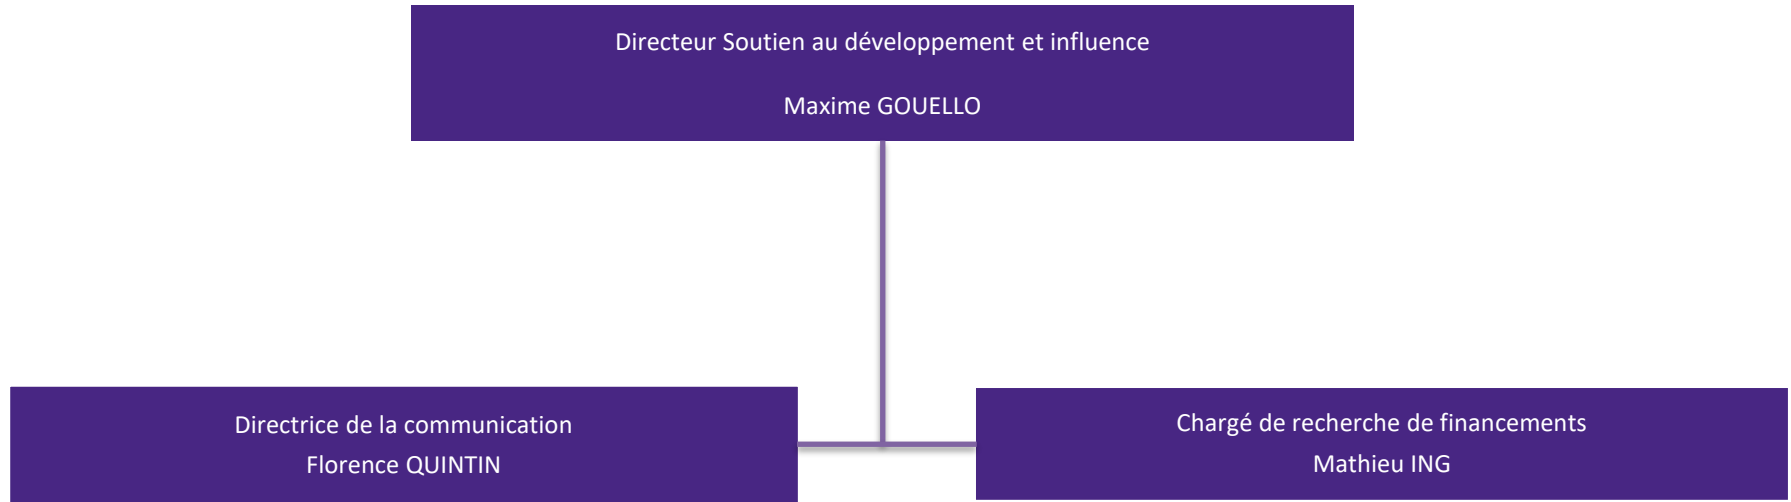 Directeur Soutien au développement et influence
Maxime GOUELLO
Directrice de la communication
Florence QUINTIN
Chargé de recherche de financements
Mathieu ING